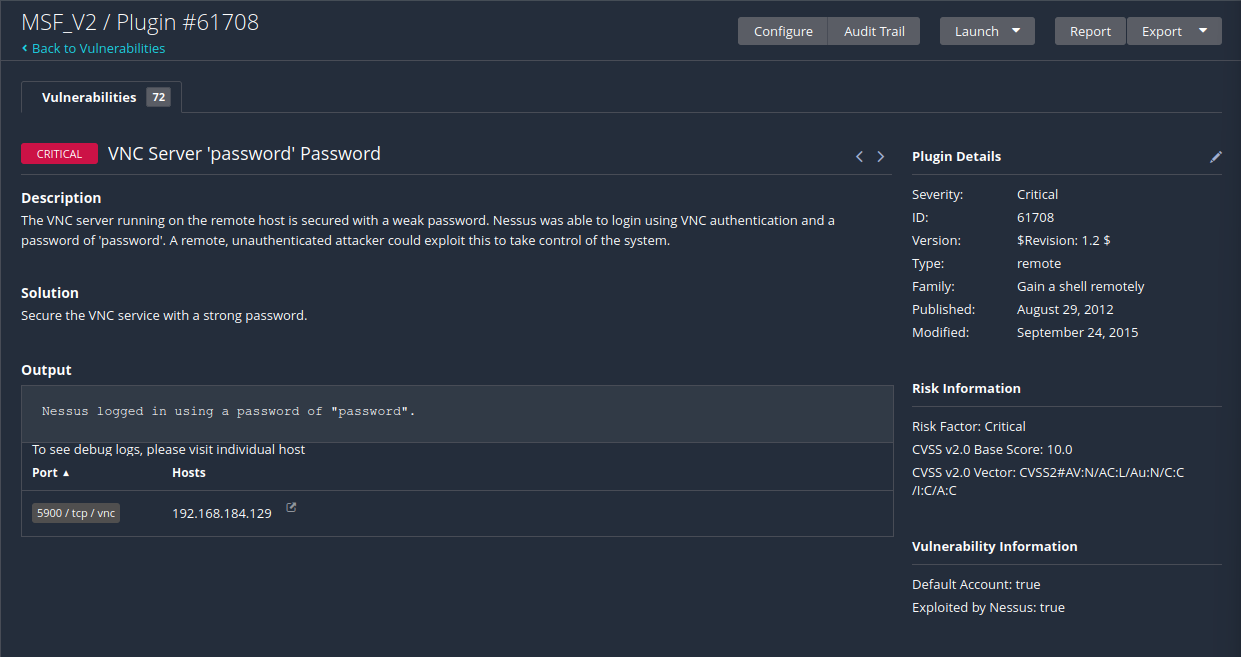 MSF_V2 / Plugin #61708
‹ Back to Vulnerabilities
Configure
Audit Trail
Launch
Report
Export
Vulnerabilities 72
CRITICAL VNC Server 'password' Password
Description
The VNC server running on the remote host is secured with a weak password. Nessus was able to login using VNC authentication and a
password of 'password'. A remote, unauthenticated attacker could exploit this to take control of the system.
Solution
Secure the VNC service with a strong password.
Output
Nessus logged in using a password of "password".
To see debug logs, please visit individual host
Port ▲ Hosts
5900 / tcp / vnc 192.168.184.129
Plugin Details
Severity: Critical
ID: 61708
Version: $Revision: 1.2 $
Type: remote
Family: Gain a shell remotely
Published: August 29, 2012
Modified: September 24, 2015
Risk Information
Risk Factor: Critical
CVSS v2.0 Base Score: 10.0
CVSS v2.0 Vector: CVSS2#AV:N/AC:L/Au:N/C:C
/I:C/A:C
Vulnerability Information
Default Account: true
Exploited by Nessus: true